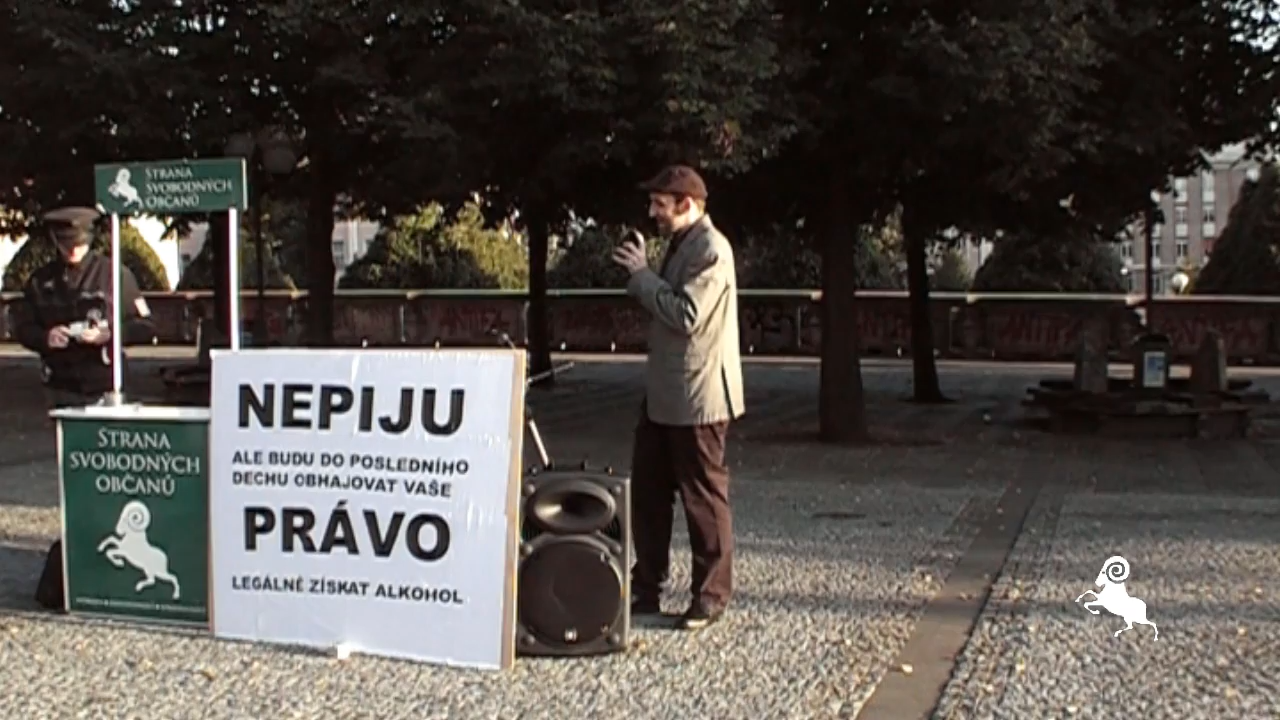 STRANA
SVOBODNÝCH
OBČANŮ
NEPIJU
ALE BUDU DO POSLEDNÍHO
DECHU OBHAJOVAT VAŠE
PRÁVO
LEGÁLNĚ ZÍSKAT ALKOHOL
STRANA
SVOBODNÝCH
OBČANŮ